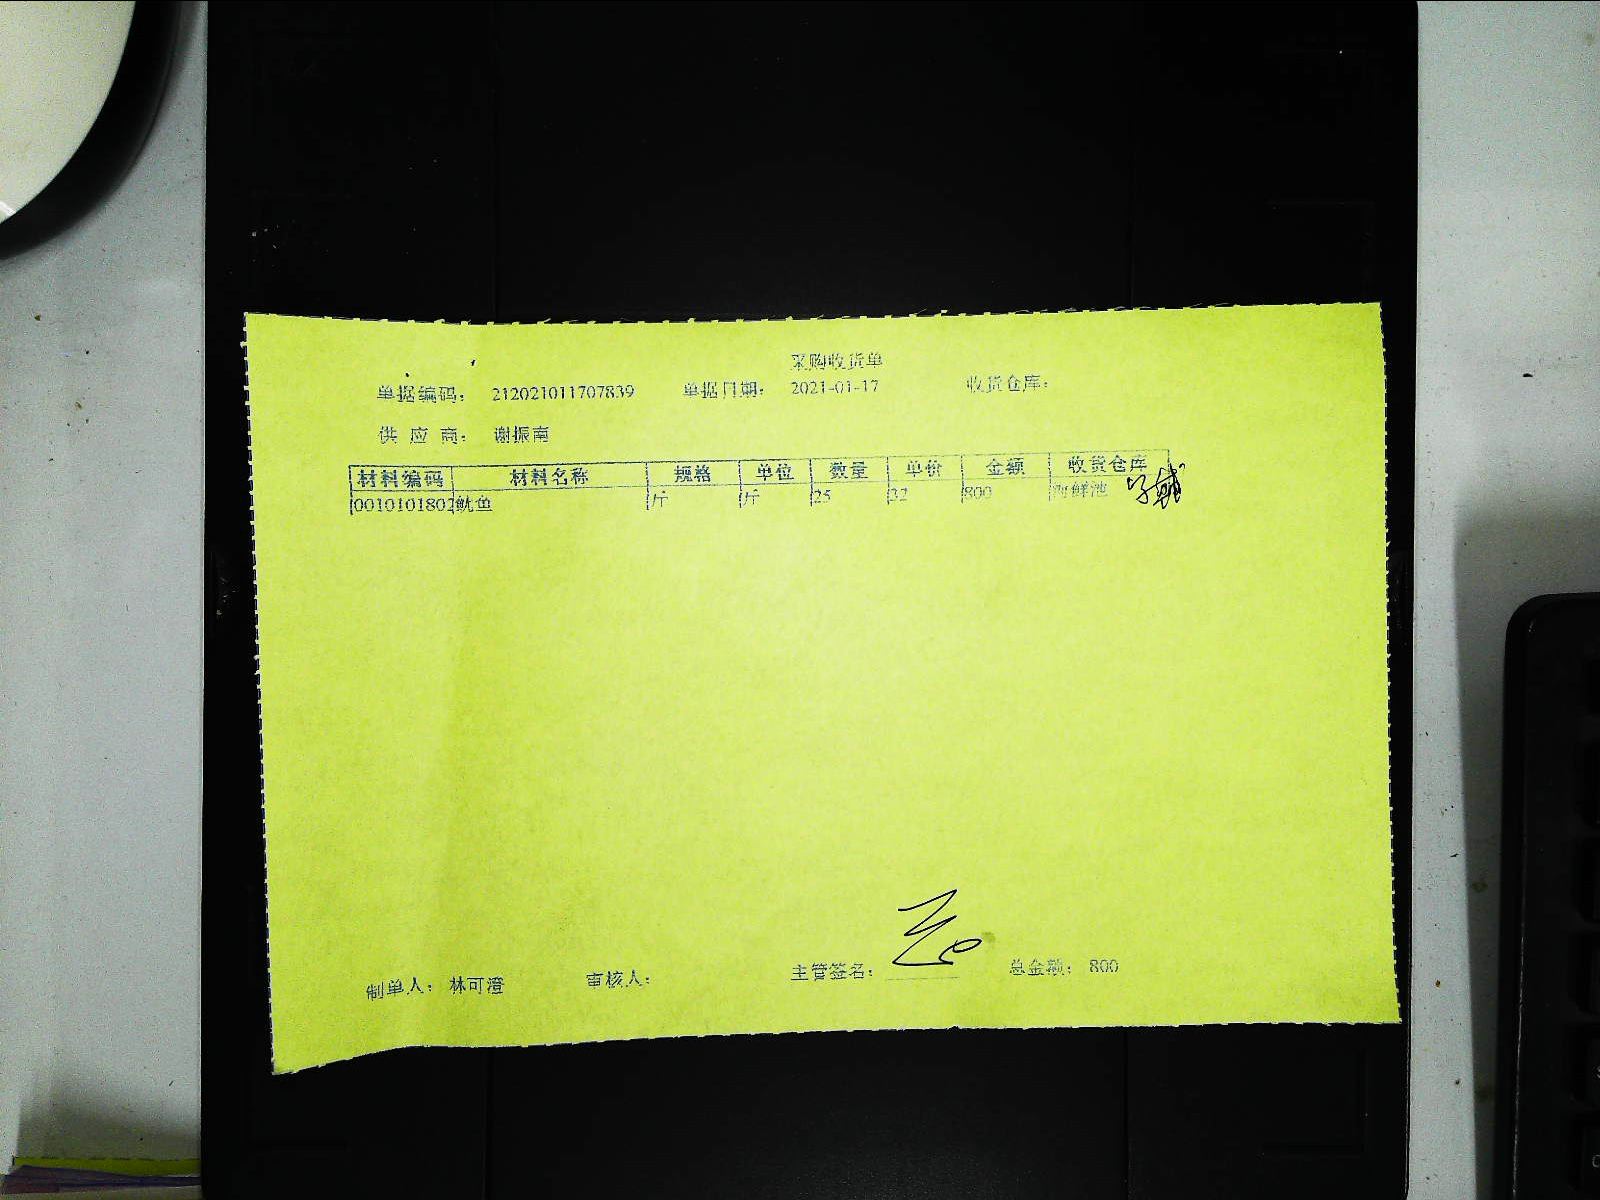 采购收货单
单据编码： 212021011707839 单据日期： 2021-01-17 收货仓库：
供 应 商： 谢振南
材料编码 材料名称 规格 单位 数量 单价 金额 收货仓库
0010101802 鱿鱼 斤 斤 25 32 800 海鲜池
制单人： 林可澄 审核人： 主管签名： 总金额： 800